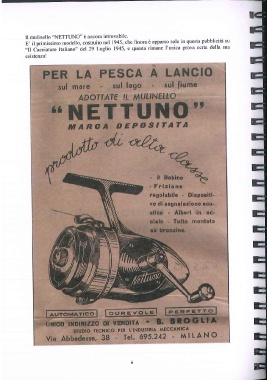 Il mulinello "NETTUNO" è ancora introvabile.
E' il primissimo modello, costruito nel 1945, che finora è apparso solo in questa pubblicità su
"Il Cacciatore Italiano" del 29 Luglio 1945, e questa rimane l'unica prova certa della sua
esistenza!
PER LA PESCA A LANCIO
sul mare - sul lago - sul fiume
ADOTTATE IL MULINELLO
"NETTUNO"
MARCA DEPOSITATA
prodotto di alta classe
- Frizione
regolabile - Dispositi-
vo di segnalazione acu-
stica - Alberi in ac-
ciaio - Tutto montato
su bronzine.
Nettuno
AUTOMATICO DUREVOLE PERFETTO
UNICO INDIRIZZO DI VENDITA - B. BROGLIA
STUDIO TECNICO PER L'INDUSTRIA MECCANICA
Via Abbadesse, 38 - Tel. 695.242 - MILANO